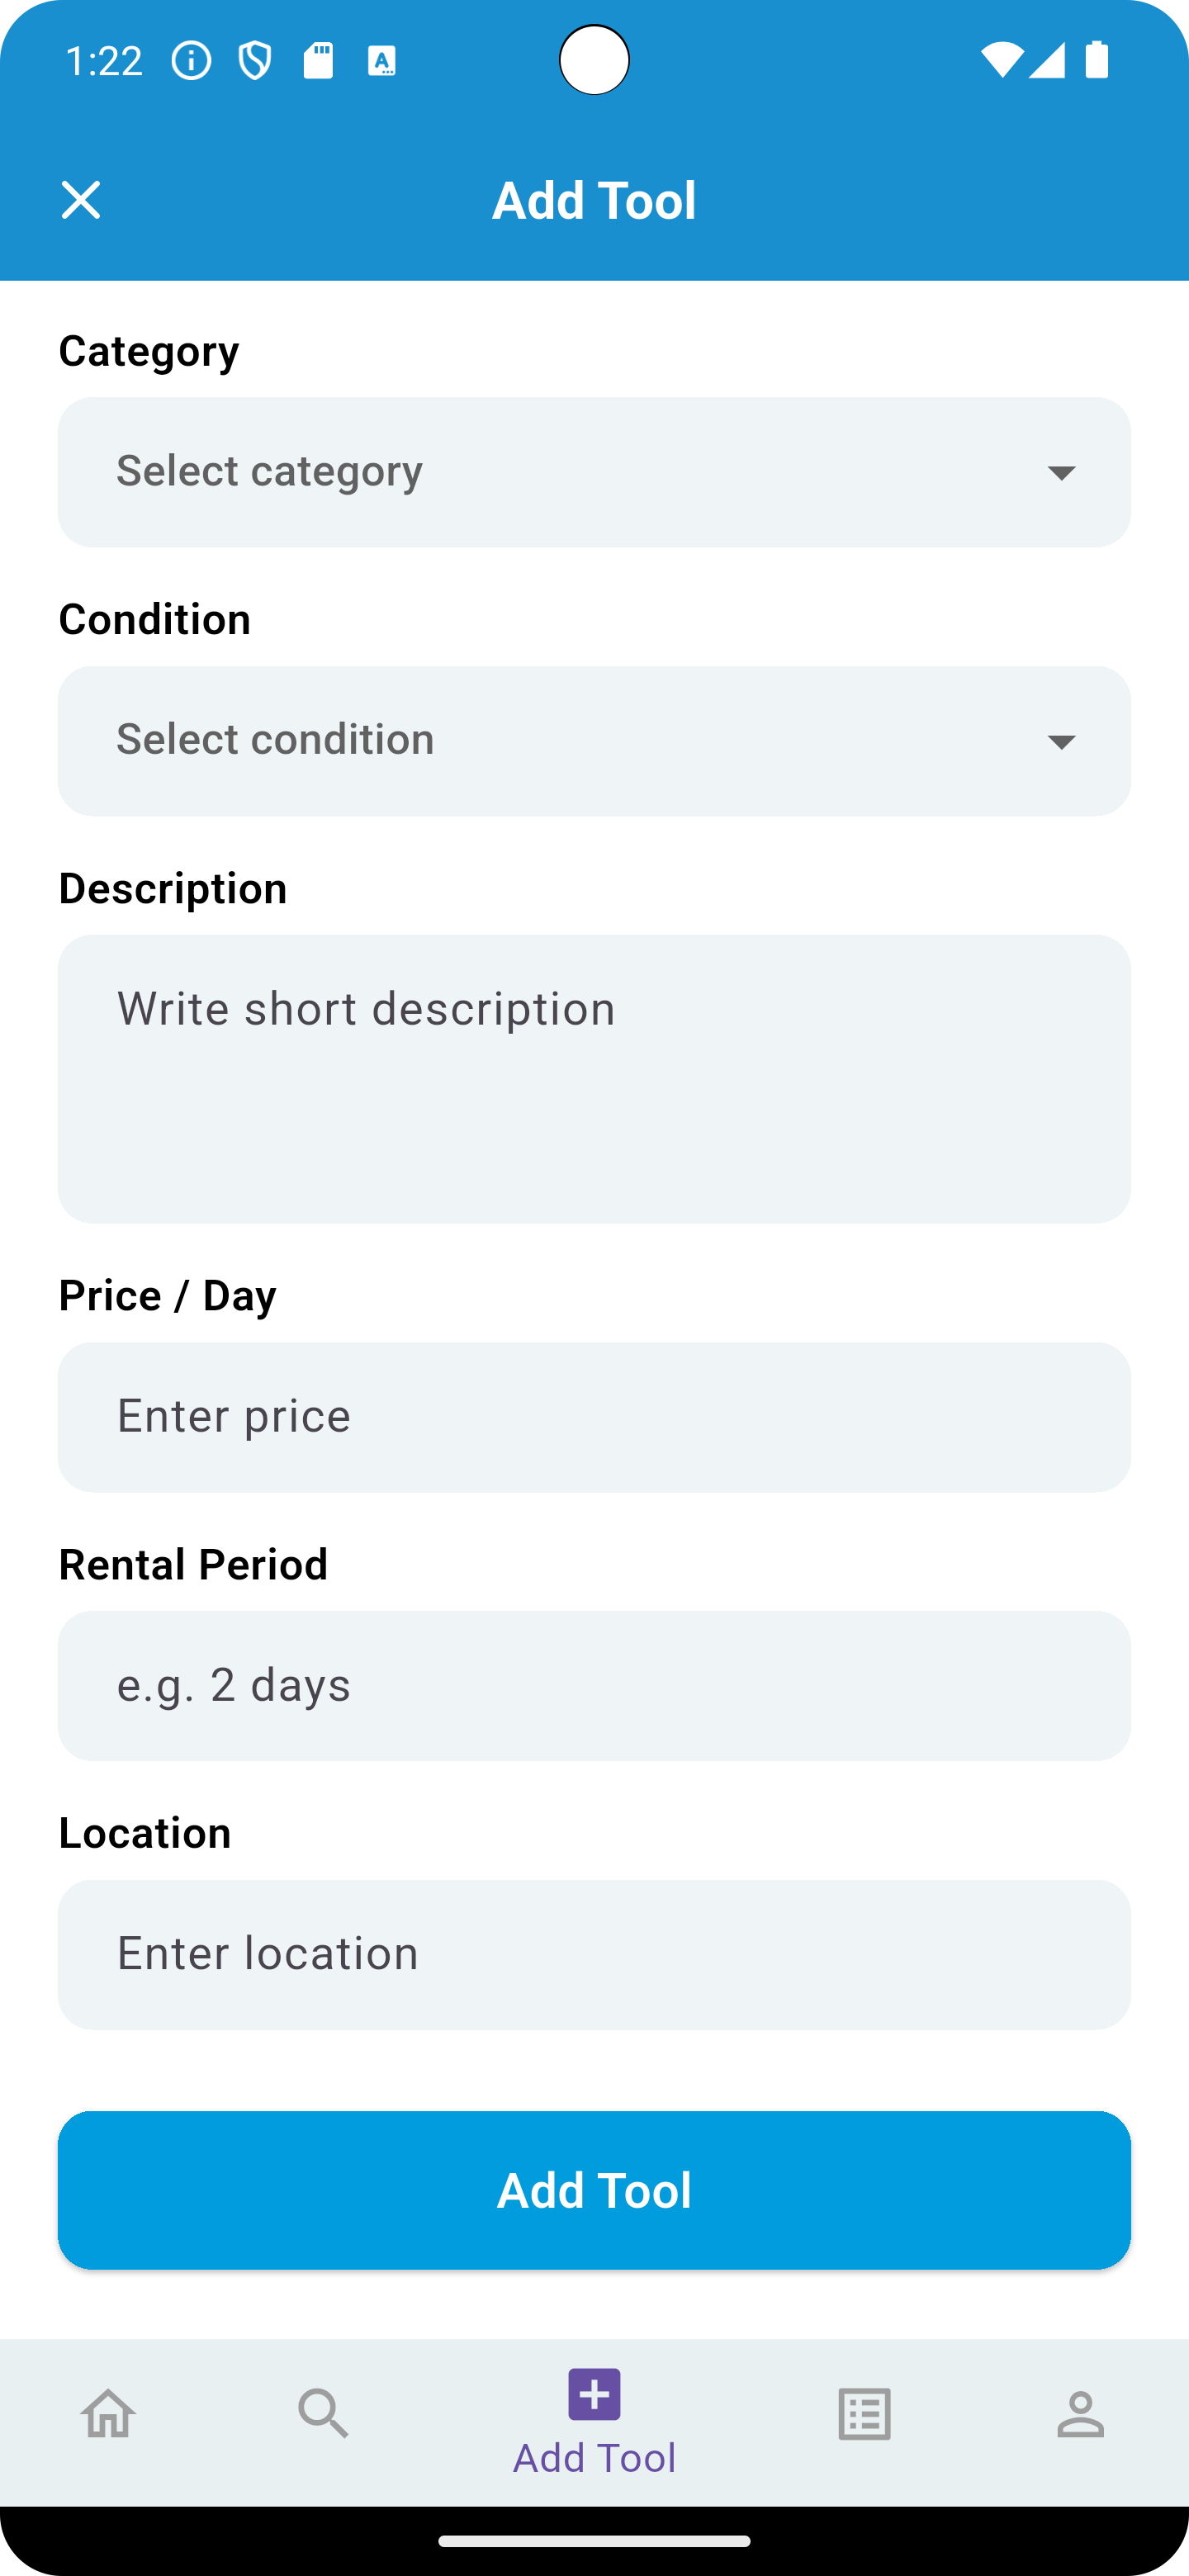 1:22
Add Tool
Category
Select category
Condition
Select condition
Description
Write short description
Price / Day
Enter price
Rental Period
e.g. 2 days
Location
Enter location
Add Tool
Add Tool